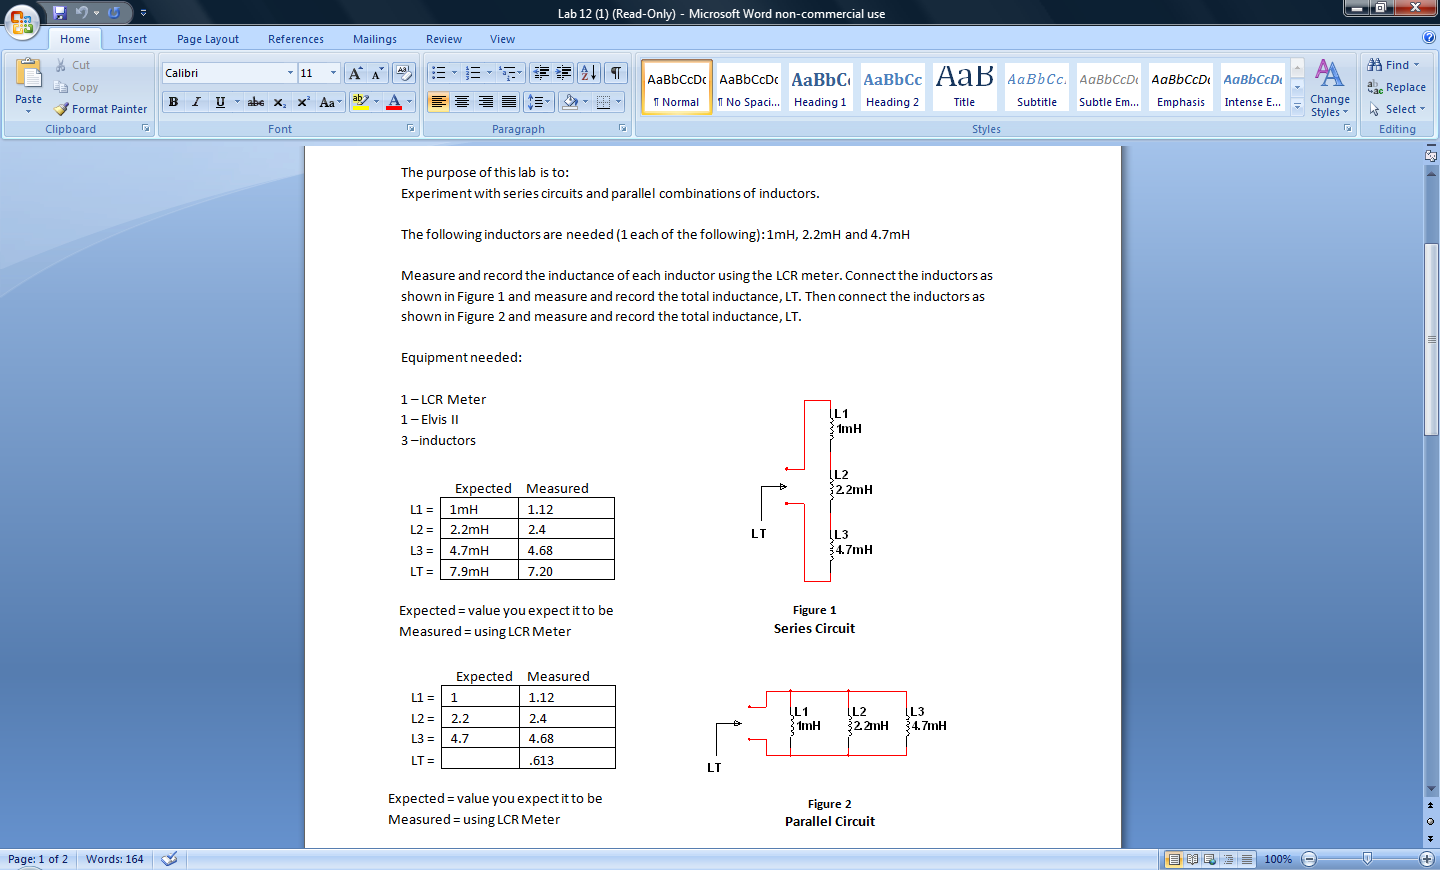 Lab 12 (1) (Read-Only) - Microsoft Word non-commercial use
Home Insert Page Layout References Mailings Review View
Paste
Cut
Copy
Format Painter
Clipboard
Calibri 11
B I U abc x₂ x² Aa
Font
Paragraph
AaBbCcDc AaBbCcDc AaBbCc AaBbCc AaB AaBbCc. AaBbCcDc AaBbCcDc AaBbCcDc
¶ Normal ¶ No Spaci... Heading 1 Heading 2 Title Subtitle Subtle Em... Emphasis Intense E...
Change Styles
Styles
Find
Replace
Select
Editing
The purpose of this lab is to:
Experiment with series circuits and parallel combinations of inductors.
The following inductors are needed (1 each of the following): 1mH, 2.2mH and 4.7mH
Measure and record the inductance of each inductor using the LCR meter. Connect the inductors as
shown in Figure 1 and measure and record the total inductance, LT. Then connect the inductors as
shown in Figure 2 and measure and record the total inductance, LT.
Equipment needed:
1 – LCR Meter
1 – Elvis II
3 –inductors
Expected Measured
L1 = 1mH 1.12
L2 = 2.2mH 2.4
L3 = 4.7mH 4.68
LT = 7.9mH 7.20
Expected = value you expect it to be
Measured = using LCR Meter
L1
1mH
L2
2.2mH
L3
4.7mH
LT
Figure 1
Series Circuit
Expected Measured
L1 = 1 1.12
L2 = 2.2 2.4
L3 = 4.7 4.68
LT = .613
Expected = value you expect it to be
Measured = using LCR Meter
L1 L2 L3
1mH 2.2mH 4.7mH
LT
Figure 2
Parallel Circuit
Page: 1 of 2 Words: 164 100%